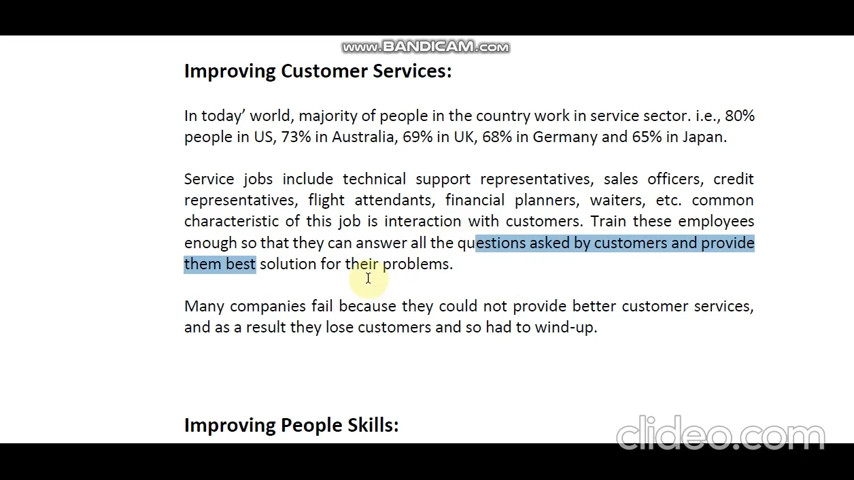 www.BANDICAM.com
Improving Customer Services:
In today’ world, majority of people in the country work in service sector. i.e., 80%
people in US, 73% in Australia, 69% in UK, 68% in Germany and 65% in Japan.
Service jobs include technical support representatives, sales officers, credit
representatives, flight attendants, financial planners, waiters, etc. common
characteristic of this job is interaction with customers. Train these employees
enough so that they can answer all the questions asked by customers and provide
them best solution for their problems.
Many companies fail because they could not provide better customer services,
and as a result they lose customers and so had to wind-up.
Improving People Skills:
clideo.com